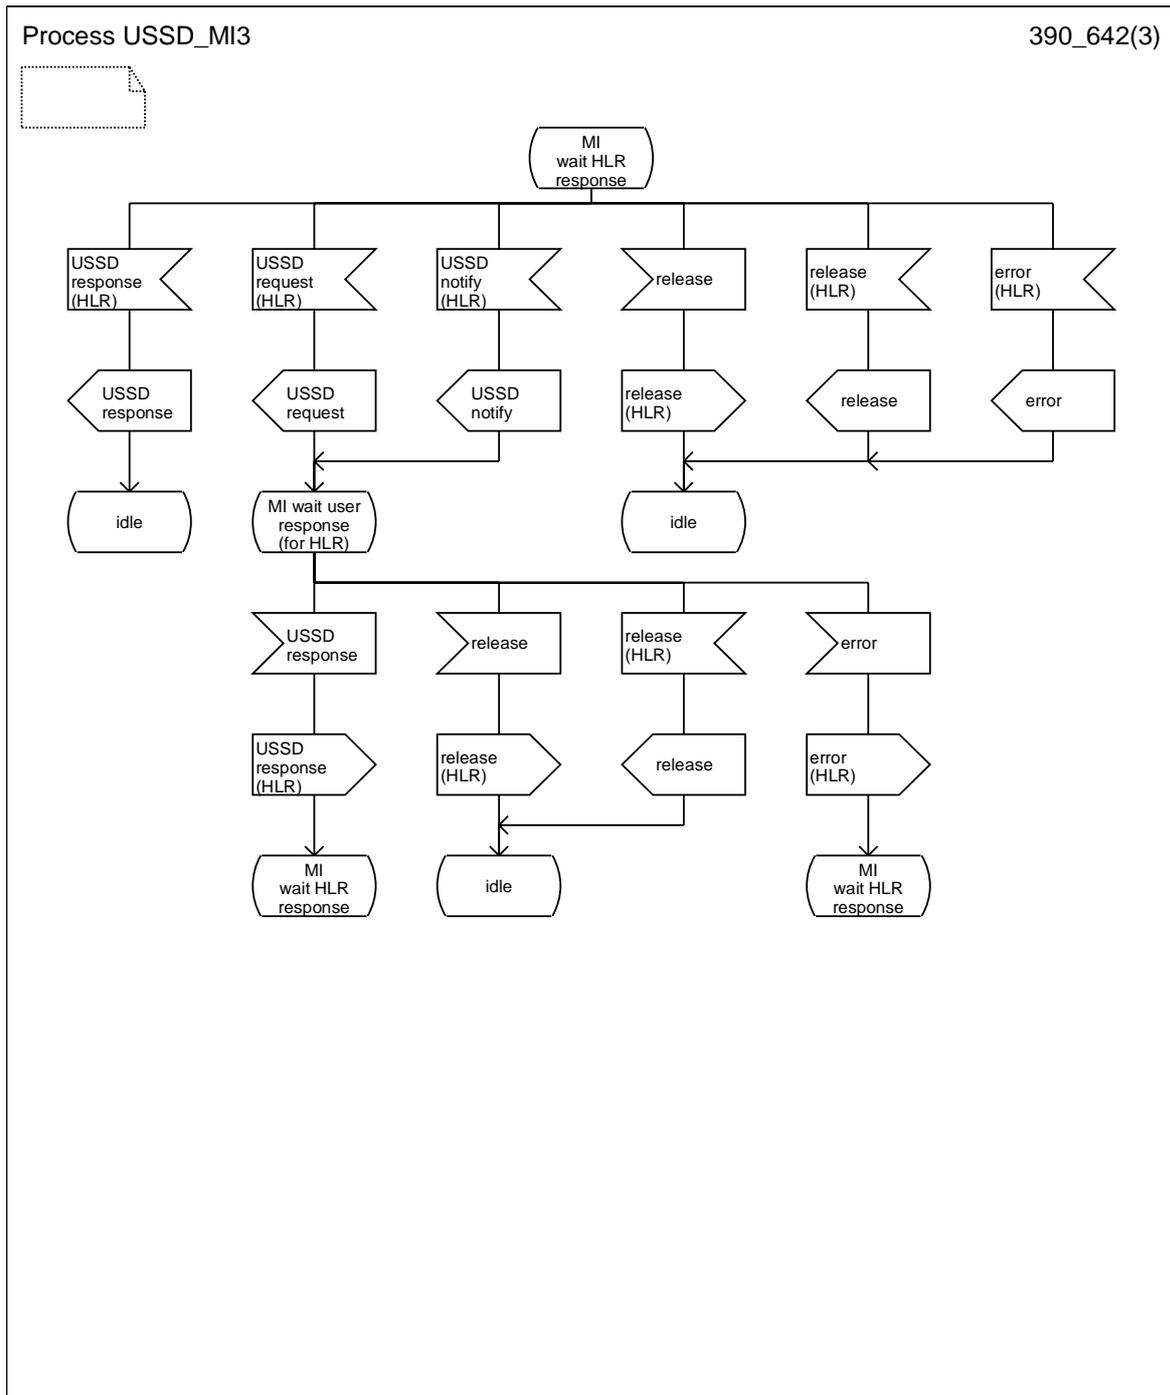 Process USSD_MI3
390_642(3)
MI
wait HLR
response
USSD
response
(HLR)
USSD
request
(HLR)
USSD
notify
(HLR)
release
release
(HLR)
error
(HLR)
USSD
response
USSD
request
USSD
notify
release
(HLR)
release
error
idle
MI wait user
response
(for HLR)
idle
USSD
response
release
release
(HLR)
error
USSD
response
(HLR)
release
(HLR)
release
error
(HLR)
MI
wait HLR
response
idle
MI
wait HLR
response